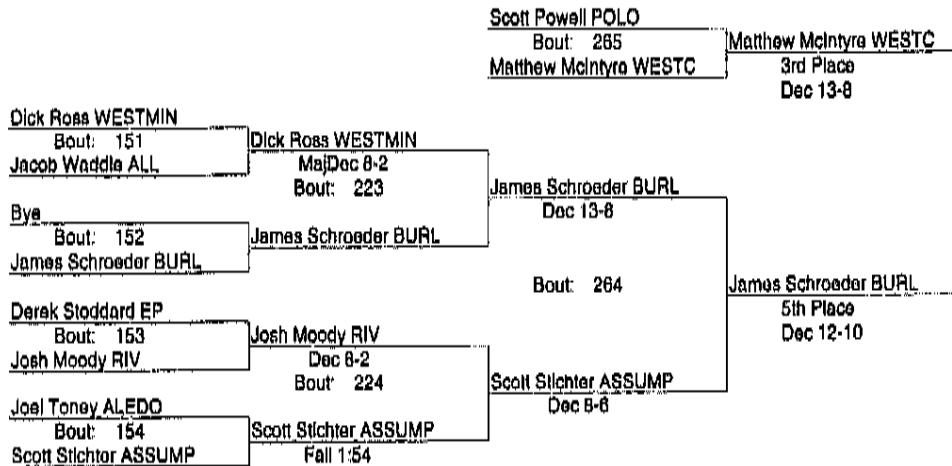 Scott Powell POLO
Bout: 265
Matthew McIntyre WESTC
Matthew McIntyre WESTC
3rd Place
Dec 13-8
Dick Ross WESTMIN
Bout: 151
Jacob Waddle ALL
Dick Ross WESTMIN
MajDec 8-2
Bout: 223
Bye
Bout: 152
James Schroeder BURL
James Schroeder BURL
James Schroeder BURL
Dec 13-8
Derek Stoddard EP
Bout: 153
Josh Moody RIV
Josh Moody RIV
Dec 8-2
Bout: 224
Joel Toney ALEDO
Bout: 154
Scott Stichter ASSUMP
Scott Stichter ASSUMP
Fall 1:54
Scott Stichter ASSUMP
Dec 8-6
Bout: 264
James Schroeder BURL
5th Place
Dec 12-10